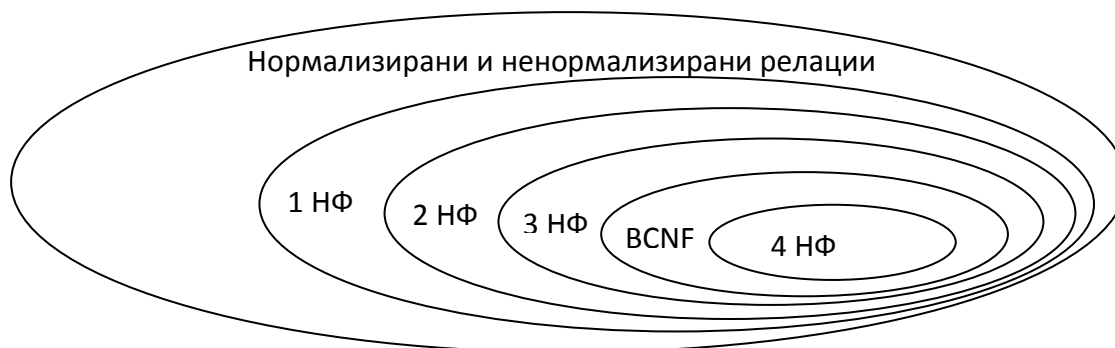 Нормализирани и ненормализирани релации
1 НФ
2 НФ
3 НФ
BCNF
4 НФ